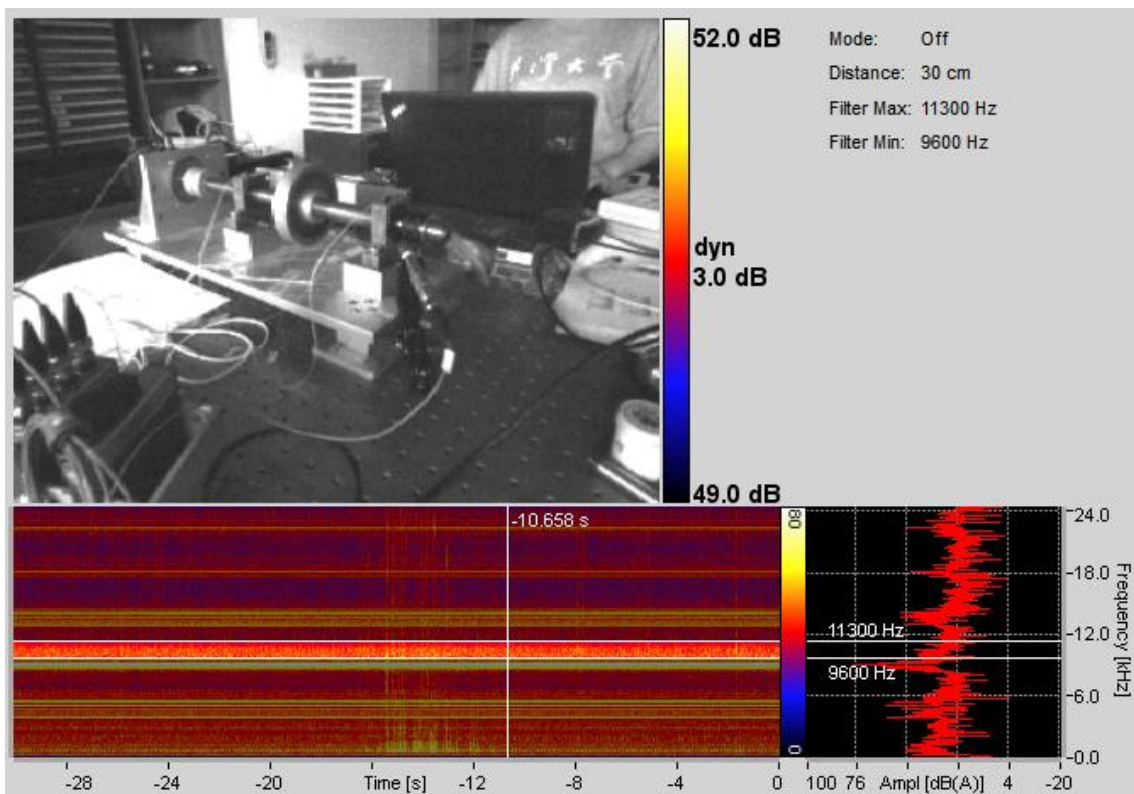 52.0 dB
dyn
3.0 dB
49.0 dB
Mode: Off
Distance: 30 cm
Filter Max: 11300 Hz
Filter Min: 9600 Hz
-10.658 s
80
0
11300 Hz
9600 Hz
24.0
18.0
12.0
6.0
0.0
Frequency [kHz]
-28 -24 -20 Time [s] -12 -8 -4 0
100 76 Ampl [dB(A)] 4 -20